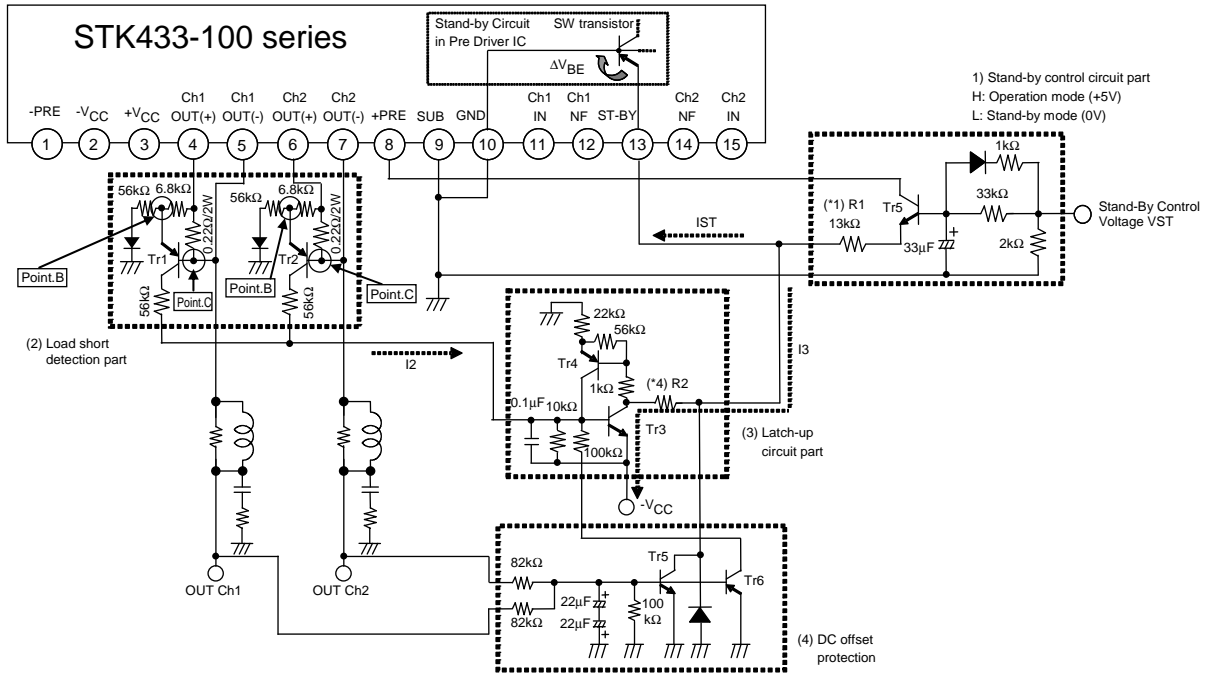 STK433-100 series
Stand-by Circuit
in Pre Driver IC
SW transistor
ΔVBE
-PRE
-VCC
+VCC
Ch1
OUT(+)
Ch1
OUT(-)
Ch2
OUT(+)
Ch2
OUT(-)
+PRE
SUB
GND
Ch1
IN
Ch1
NF
ST-BY
Ch2
NF
Ch2
IN
1
2
3
4
5
6
7
8
9
10
11
12
13
14
15
1) Stand-by control circuit part
H: Operation mode (+5V)
L: Stand-by mode (0V)
1kΩ
33kΩ
2kΩ
33μF
Tr5
(*1) R1
13kΩ
Stand-By Control
Voltage VST
IST
56kΩ
6.8kΩ
0.22Ω/2W
Tr1
56kΩ
Point.B
Point.C
56kΩ
6.8kΩ
0.22Ω/2W
Tr2
56kΩ
Point.B
Point.C
(2) Load short
detection part
I2
22kΩ
56kΩ
Tr4
1kΩ
(*4) R2
0.1μF
10kΩ
100kΩ
Tr3
I3
(3) Latch-up
circuit part
-VCC
OUT Ch1
OUT Ch2
82kΩ
82kΩ
22μF
+
22μF
+
100
kΩ
Tr5
Tr6
(4) DC offset
protection